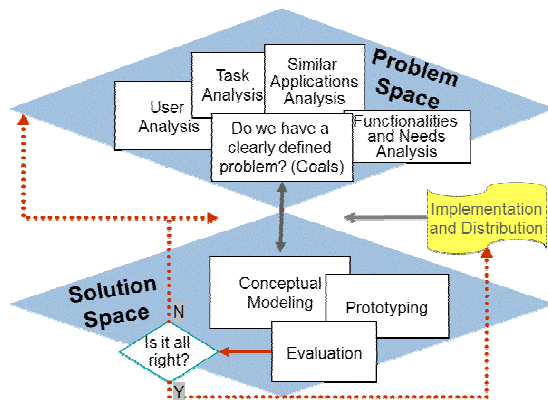 Problem
Space
Similar
Applications
Analysis
Task
Analysis
User
Analysis
Functionalities
and Needs
Analysis
Do we have a
clearly defined
problem? (Goals)
Implementation
and Distribution
Solution
Space
Conceptual
Modeling
Prototyping
Evaluation
N
Is it all
right?
Y